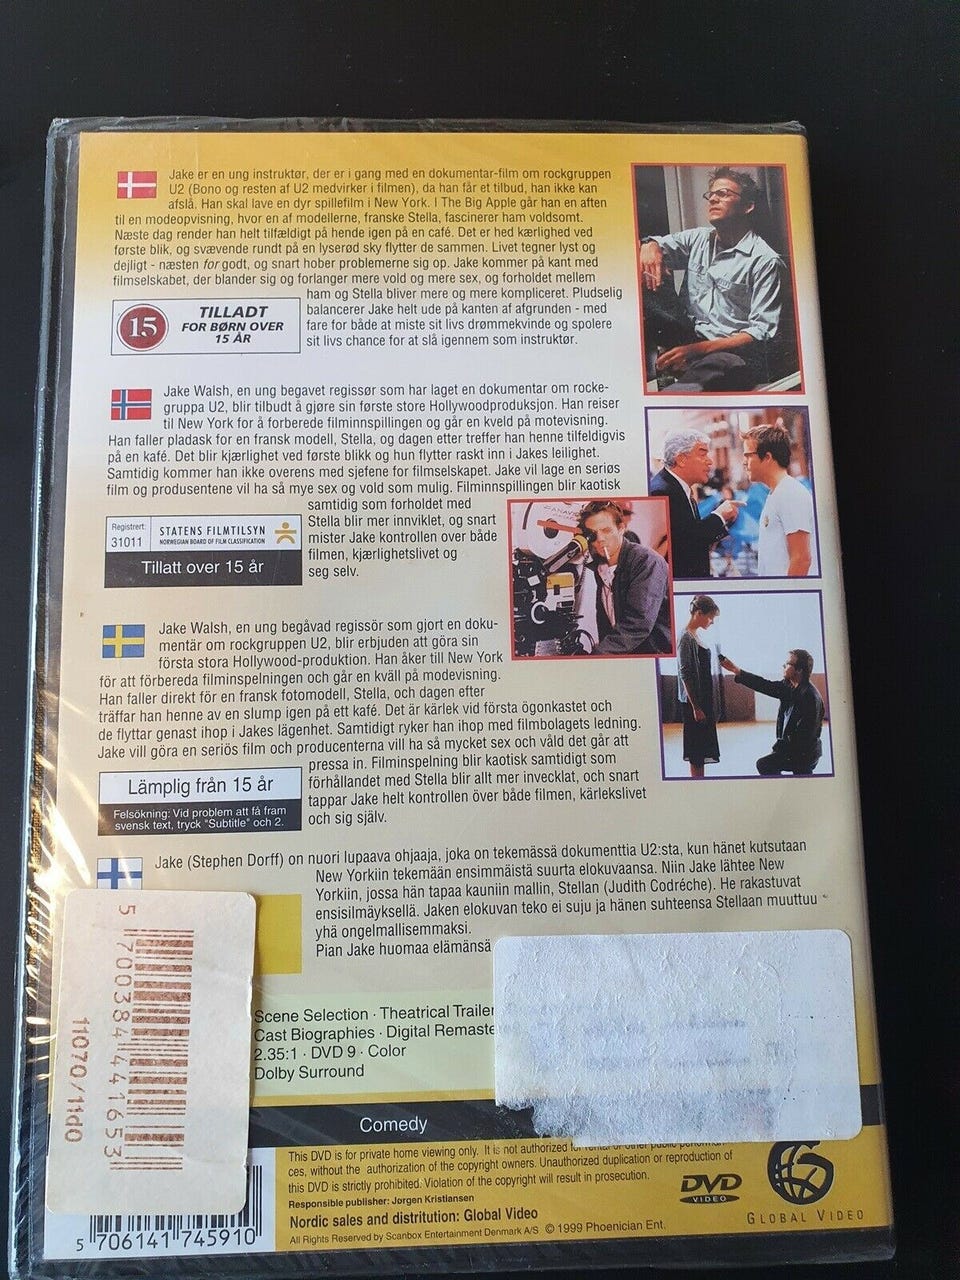 Jake er en ung instruktør, der er i gang med en dokumentar-film om rockgruppen
U2 (Bono og resten af U2 medvirker i filmen), da han får et tilbud, han ikke kan
afslå. Han skal lave en dyr spillefilm i New York. I The Big Apple går han en aften
til en modeopvisning, hvor en af modellerne, franske Stella, fascinerer ham voldsomt.
Næste dag render han helt tilfældigt på hende igen på en café. Det er hed kærlighed ved
første blik, og svævende rundt på en lyserød sky flytter de sammen. Livet tegner lyst og
dejligt - næsten for godt, og snart hober problemerne sig op. Jake kommer på kant med
filmselskabet, der blander sig og forlanger mere vold og mere sex, og forholdet mellem
ham og Stella bliver mere og mere kompliceret. Pludselig
balancerer Jake helt ude på kanten af afgrunden - med
fare for både at miste sit livs drømmekvinde og spolere
sit livs chance for at slå igennem som instruktør.
15
TILLADT
FOR BØRN OVER
15 ÅR
Jake Walsh, en ung begavet regissør som har laget en dokumentar om rocke-
gruppa U2, blir tilbudt å gjøre sin første store Hollywoodproduksjon. Han reiser
til New York for å forberede filminnspillingen og går en kveld på motevisning.
Han faller pladask for en fransk modell, Stella, og dagen etter treffer han henne tilfeldigvis
på en kafé. Det blir kjærlighet ved første blikk og hun flytter raskt inn i Jakes leilighet.
Samtidig kommer han ikke overens med sjefene for filmselskapet. Jake vil lage en seriøs
film og produsentene vil ha så mye sex og vold som mulig. Filminnspillingen blir kaotisk
samtidig som forholdet med
Stella blir mer innviklet, og snart
mister Jake kontrollen over både
filmen, kjærlighetslivet og
seg selv.
Registrert:
31011
STATENS FILMTILSYN
NORWEGIAN BOARD OF FILM CLASSIFICATION
Tillatt over 15 år
Jake Walsh, en ung begåvad regissör som gjort en doku-
mentär om rockgruppen U2, blir erbjuden att göra sin
första stora Hollywood-produktion. Han åker till New York
för att förbereda filminspelningen och går en kväll på modevisning.
Han faller direkt för en fransk fotomodell, Stella, och dagen efter
träffar han henne av en slump igen på ett kafé. Det är kärlek vid första ögonkastet och
de flyttar genast ihop i Jakes lägenhet. Samtidigt ryker han ihop med filmbolagets ledning.
Jake vill göra en seriös film och producenterna vill ha så mycket sex och våld det går att
pressa in. Filminspelning blir kaotisk samtidigt som
förhållandet med Stella blir allt mer invecklat, och snart
tappar Jake helt kontrollen över både filmen, kärlekslivet
och sig själv.
Lämplig från 15 år
Felsökning: Vid problem att få fram
svensk text, tryck "Subtitle" och 2.
Jake (Stephen Dorff) on nuori lupaava ohjaaja, joka on tekemässä dokumenttia U2:sta, kun hänet kutsutaan
New Yorkiin tekemään ensimmäistä suurta elokuvaansa. Niin Jake lähtee New
Yorkiin, jossa hän tapaa kauniin mallin, Stellan (Judith Codréche). He rakastuvat
ensisilmäyksellä. Jaken elokuvan teko ei suju ja hänen suhteensa Stellaan muuttuu
yhä ongelmallisemmaksi.
Pian Jake huomaa elämänsä
Scene Selection · Theatrical Trailer
Cast Biographies · Digital Remaste
2.35:1 · DVD 9 · Color
Dolby Surround
5 700384 441653
11070/11d0
Comedy
This DVD is for private home viewing only. It is not authorized for rental or other public performan-
ces, without the authorization of the copyright owners. Unauthorized duplication or reproduction of
this DVD is strictly prohibited. Violation of the copyright will result in prosecution.
Responsible publisher: Jørgen Kristiansen
Nordic sales and distritution: Global Video
All Rights Reserved by Scanbox Entertainment Denmark A/S © 1999 Phoenician Ent.
DVD
VIDEO
GLOBAL VIDEO
5 706141 745910